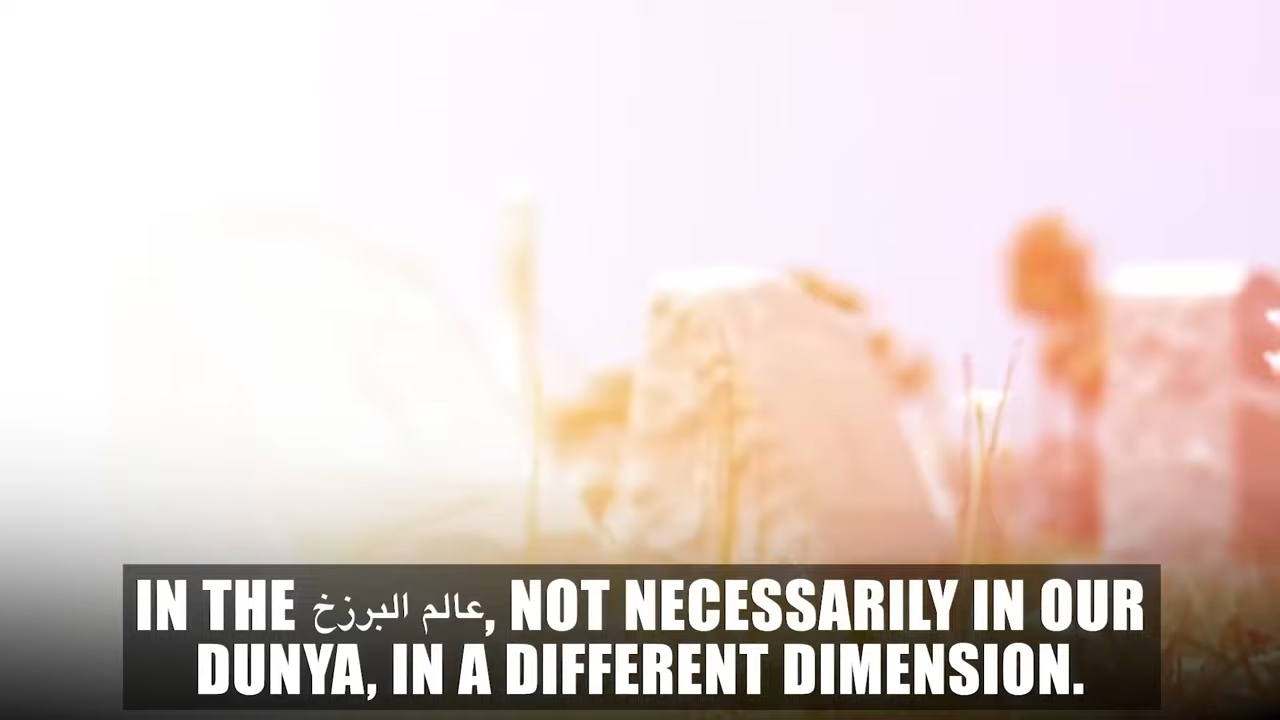 IN THE عالم البرزخ, NOT NECESSARILY IN OUR
DUNYA, IN A DIFFERENT DIMENSION.